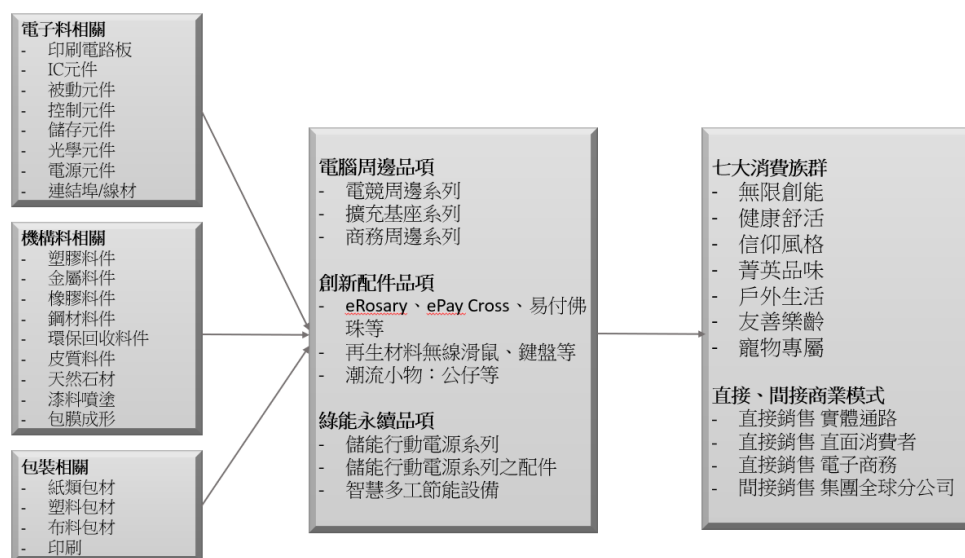 電子料相關
- 印刷電路板
- IC元件
- 被動元件
- 控制元件
- 儲存元件
- 光學元件
- 電源元件
- 連結埠/線材
機構料相關
- 塑膠料件
- 金屬料件
- 橡膠料件
- 鋼材料件
- 環保回收料件
- 皮質料件
- 天然石材
- 漆料噴塗
- 包膜成形
包裝相關
- 紙類包材
- 塑料包材
- 布料包材
- 印刷
電腦周邊品項
- 電競周邊系列
- 擴充基座系列
- 商務周邊系列
創新配件品項
- eRosary、ePay Cross、易付佛
珠等
- 再生材料無線滑鼠、鍵盤等
- 潮流小物：公仔等
綠能永續品項
- 儲能行動電源系列
- 儲能行動電源系列之配件
- 智慧多工節能設備
七大消費族群
- 無限創能
- 健康舒活
- 信仰風格
- 菁英品味
- 戶外生活
- 友善樂齡
- 寵物專屬
直接、間接商業模式
- 直接銷售 實體通路
- 直接銷售 直面消費者
- 直接銷售 電子商務
- 間接銷售 集團全球分公司